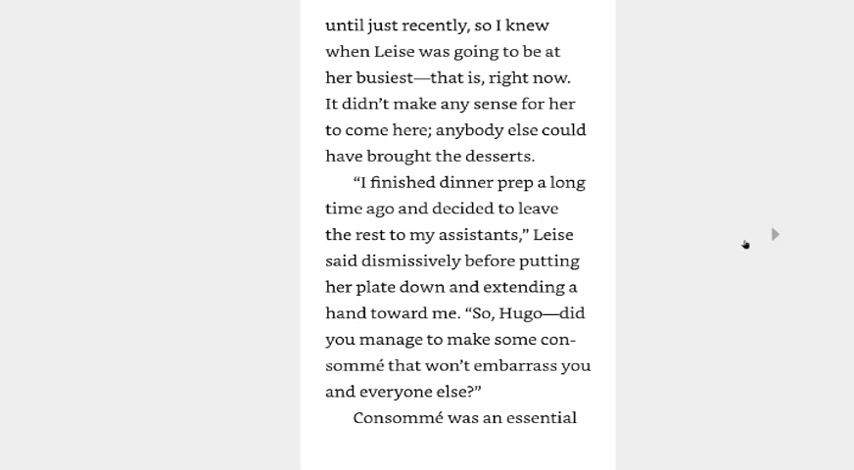 until just recently, so I knew
when Leise was going to be at
her busiest—that is, right now.
It didn’t make any sense for her
to come here; anybody else could
have brought the desserts.
“I finished dinner prep a long
time ago and decided to leave
the rest to my assistants,” Leise
said dismissively before putting
her plate down and extending a
hand toward me. “So, Hugo—did
you manage to make some con-
sommé that won’t embarrass you
and everyone else?”
Consommé was an essential